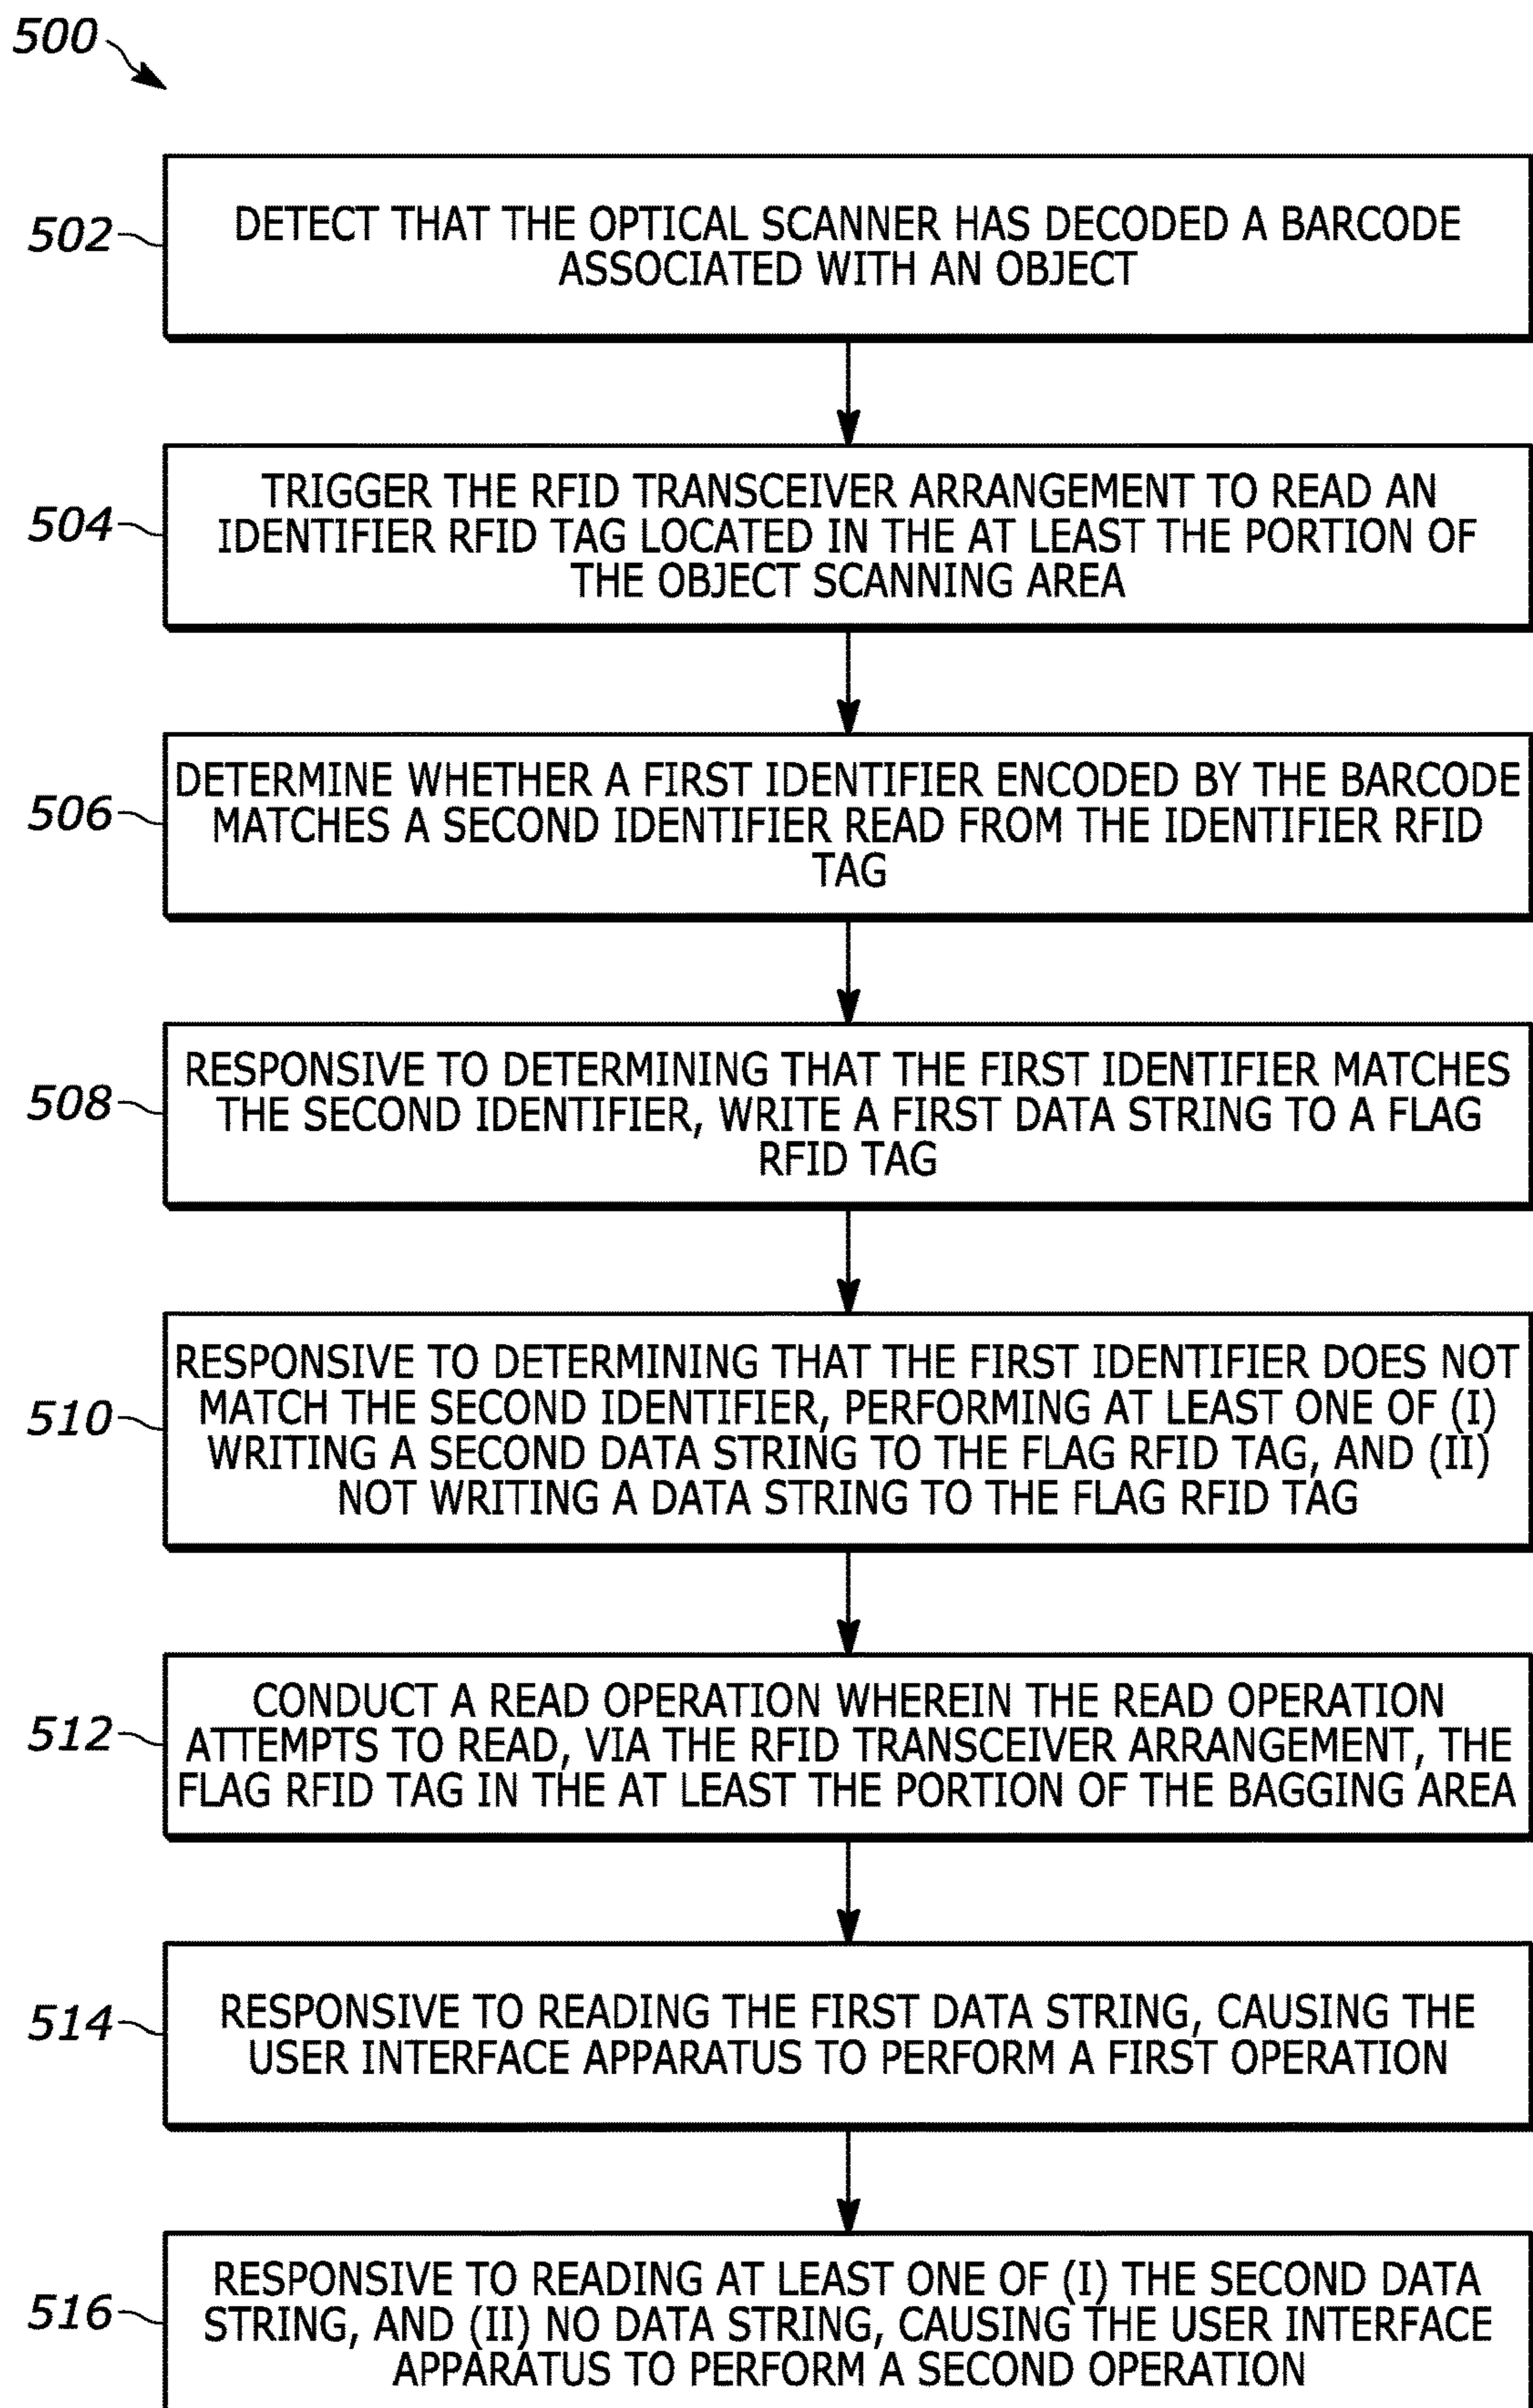 500
502
DETECT THAT THE OPTICAL SCANNER HAS DECODED A BARCODE
ASSOCIATED WITH AN OBJECT
504
TRIGGER THE RFID TRANSCEIVER ARRANGEMENT TO READ AN
IDENTIFIER RFID TAG LOCATED IN THE AT LEAST THE PORTION OF
THE OBJECT SCANNING AREA
506
DETERMINE WHETHER A FIRST IDENTIFIER ENCODED BY THE BARCODE
MATCHES A SECOND IDENTIFIER READ FROM THE IDENTIFIER RFID
TAG
508
RESPONSIVE TO DETERMINING THAT THE FIRST IDENTIFIER MATCHES
THE SECOND IDENTIFIER, WRITE A FIRST DATA STRING TO A FLAG
RFID TAG
510
RESPONSIVE TO DETERMINING THAT THE FIRST IDENTIFIER DOES NOT
MATCH THE SECOND IDENTIFIER, PERFORMING AT LEAST ONE OF (I)
WRITING A SECOND DATA STRING TO THE FLAG RFID TAG, AND (II)
NOT WRITING A DATA STRING TO THE FLAG RFID TAG
512
CONDUCT A READ OPERATION WHEREIN THE READ OPERATION
ATTEMPTS TO READ, VIA THE RFID TRANSCEIVER ARRANGEMENT, THE
FLAG RFID TAG IN THE AT LEAST THE PORTION OF THE BAGGING AREA
514
RESPONSIVE TO READING THE FIRST DATA STRING, CAUSING THE
USER INTERFACE APPARATUS TO PERFORM A FIRST OPERATION
516
RESPONSIVE TO READING AT LEAST ONE OF (I) THE SECOND DATA
STRING, AND (II) NO DATA STRING, CAUSING THE USER INTERFACE
APPARATUS TO PERFORM A SECOND OPERATION